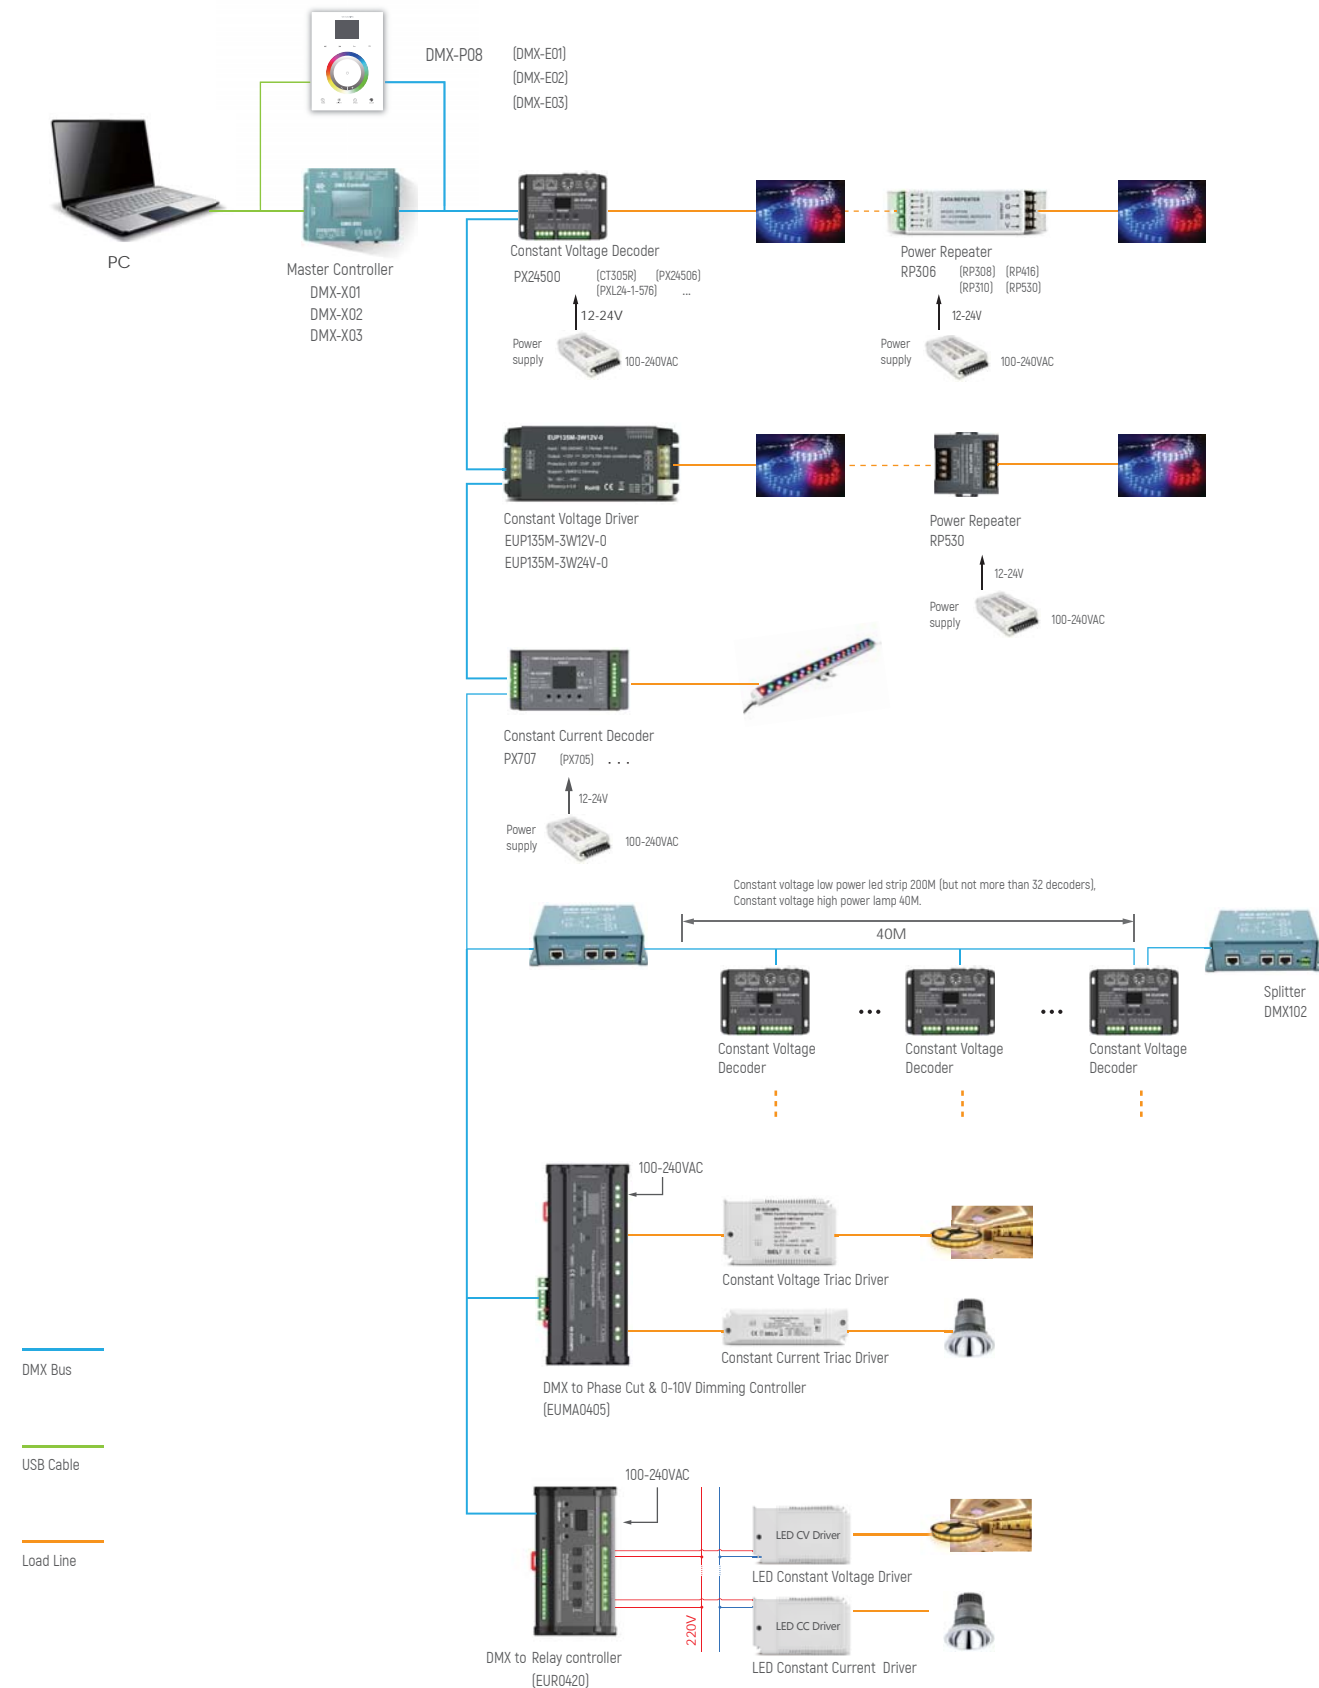 DMX-P08
(DMX-E01)
(DMX-E02)
(DMX-E03)
PC
Master Controller
DMX-X01
DMX-X02
DMX-X03
Constant Voltage Decoder
PX24500 (CT305R) (PX24506)
(PXL24-1-576) ...
12-24V
Power
supply
100-240VAC
DATA REPEATER
Power Repeater
RP306 (RP308) (RP416)
(RP310) (RP530)
12-24V
Power
supply
100-240VAC
EUP135M-3W12V-0
Constant Voltage Driver
EUP135M-3W12V-0
EUP135M-3W24V-0
Power Repeater
RP530
12-24V
Power
supply
100-240VAC
Constant Current Decoder
PX707 (PX705) . . .
12-24V
Power
supply
100-240VAC
Constant voltage low power led strip 200M (but not more than 32 decoders),
Constant voltage high power lamp 40M.
40M
Splitter
DMX102
Constant Voltage
Decoder
...
Constant Voltage
Decoder
...
Constant Voltage
Decoder
100-240VAC
Constant Voltage Triac Driver
Constant Current Triac Driver
DMX to Phase Cut & 0-10V Dimming Controller
(EUMA0405)
DMX Bus
USB Cable
Load Line
100-240VAC
LED CV Driver
LED Constant Voltage Driver
220V
LED CC Driver
LED Constant Current Driver
DMX to Relay controller
(EUR0420)